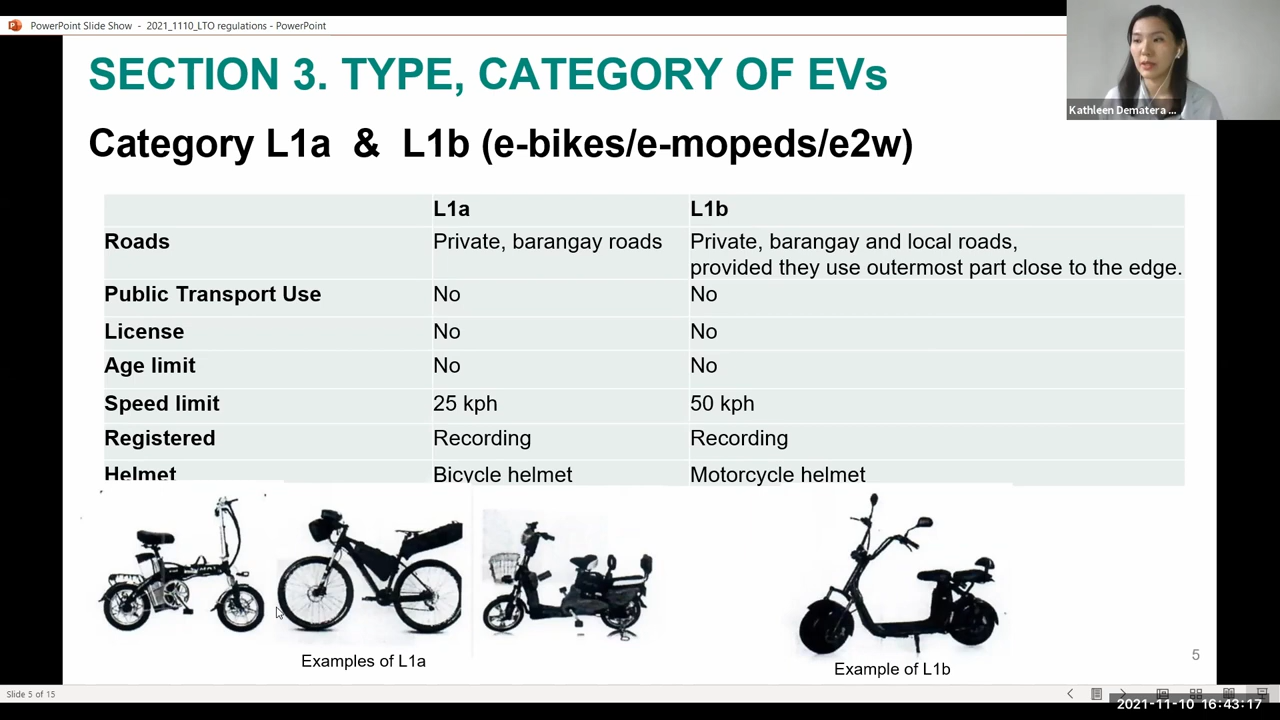 PowerPoint Slide Show - 2021_1110_LTO regulations - PowerPoint
Kathleen Dematera ...
SECTION 3. TYPE, CATEGORY OF EVs
Category L1a & L1b (e-bikes/e-mopeds/e2w)
L1a L1b
Roads Private, barangay roads Private, barangay and local roads,
provided they use outermost part close to the edge.
Public Transport Use No No
License No No
Age limit No No
Speed limit 25 kph 50 kph
Registered Recording Recording
Helmet Bicycle helmet Motorcycle helmet
Examples of L1a
Example of L1b
5
Slide 5 of 15
2021-11-10 16:43:17